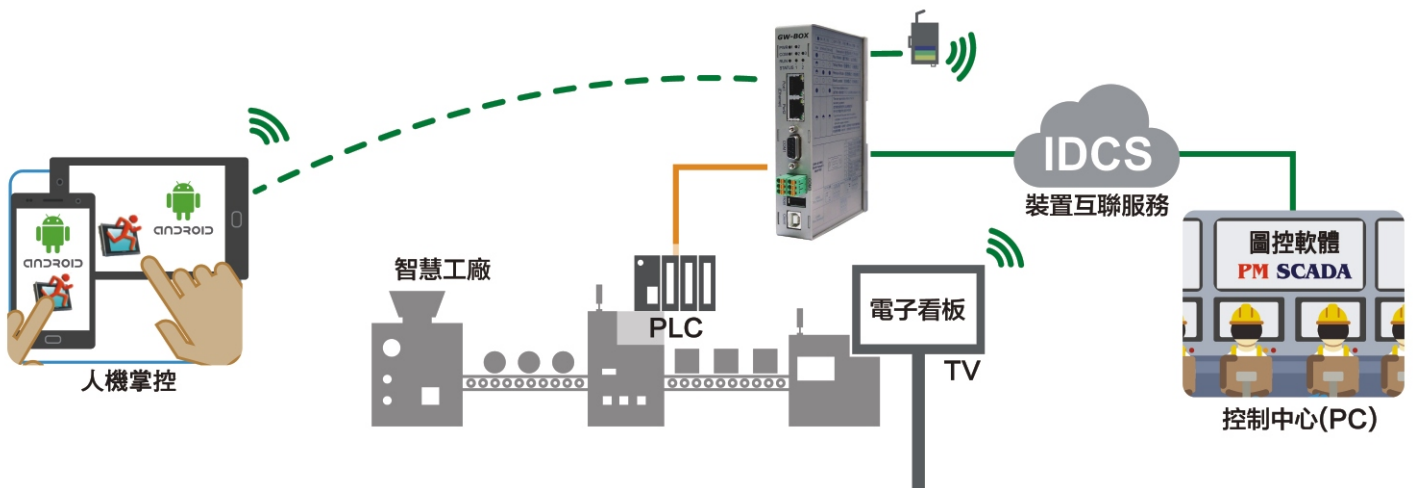 GW-BOX
IDCS
裝置互聯服務
ANDROID
ANDROID
圖控軟體
PM SCADA
智慧工廠
PLC
電子看板
TV
人機掌控
控制中心(PC)